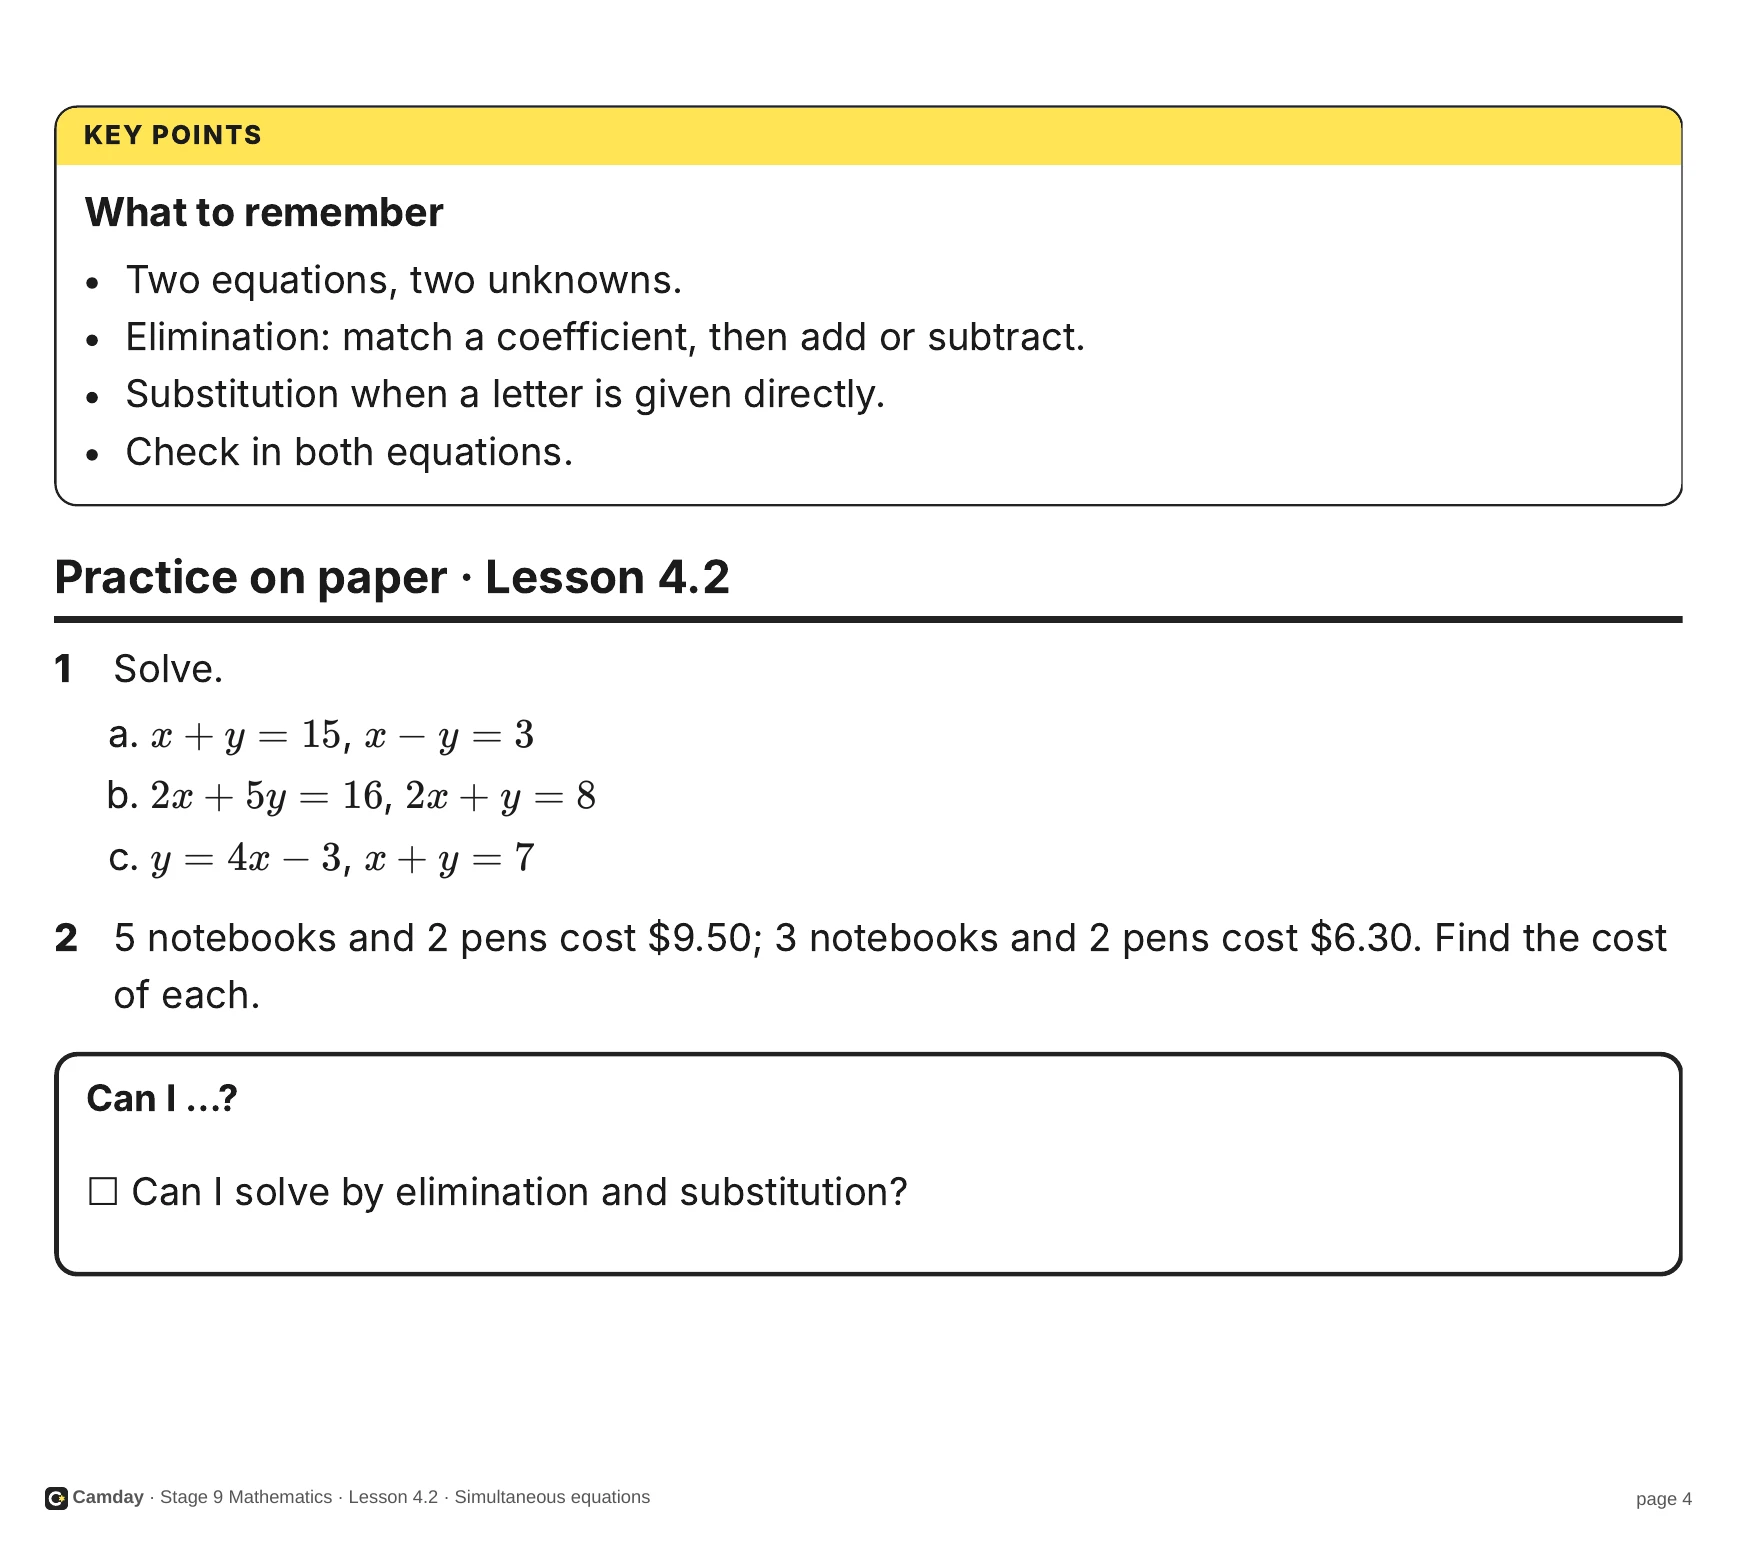 KEY POINTS
What to remember
• Two equations, two unknowns.
• Elimination: match a coefficient, then add or subtract.
• Substitution when a letter is given directly.
• Check in both equations.
Practice on paper · Lesson 4.2
1 Solve.
a. x + y = 15, x − y = 3
b. 2x + 5y = 16, 2x + y = 8
c. y = 4x − 3, x + y = 7
2 5 notebooks and 2 pens cost $9.50; 3 notebooks and 2 pens cost $6.30. Find the cost
of each.
Can I …?
☐ Can I solve by elimination and substitution?
Camday · Stage 9 Mathematics · Lesson 4.2 · Simultaneous equations
page 4